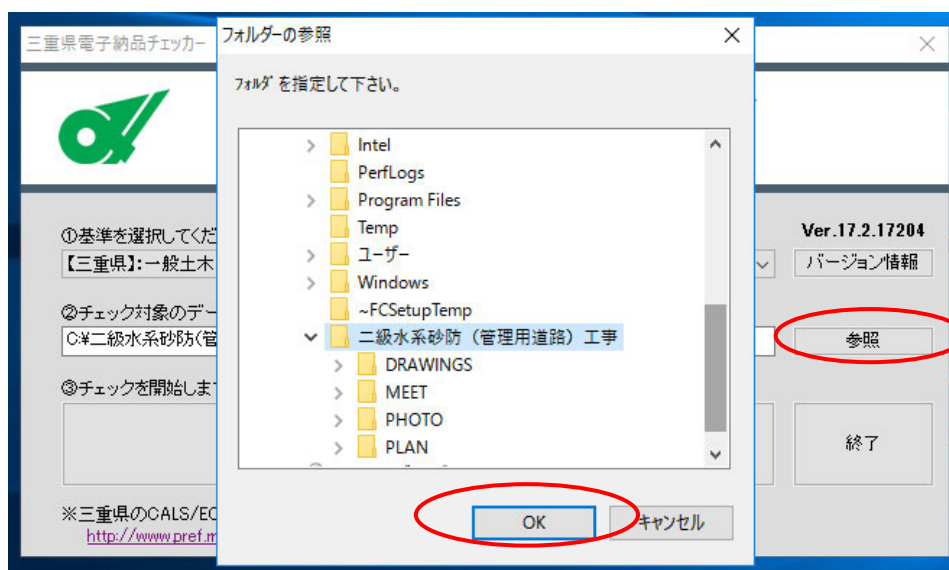 三重県電子納品チェッカー
フォルダーの参照
フォルダを指定して下さい。
Intel
PerfLogs
Program Files
Temp
ユーザー
Windows
~FCSetupTemp
二級水系砂防（管理用道路）工事
DRAWINGS
MEET
PHOTO
PLAN
OK
キャンセル
①基準を選択してくだ
【三重県】:一般土木
Ver.17.2.17204
バージョン情報
②チェック対象のデー
C:¥二級水系砂防(管
参照
③チェックを開始しま
終了
※三重県のCALS/EC
http://www.pref.m